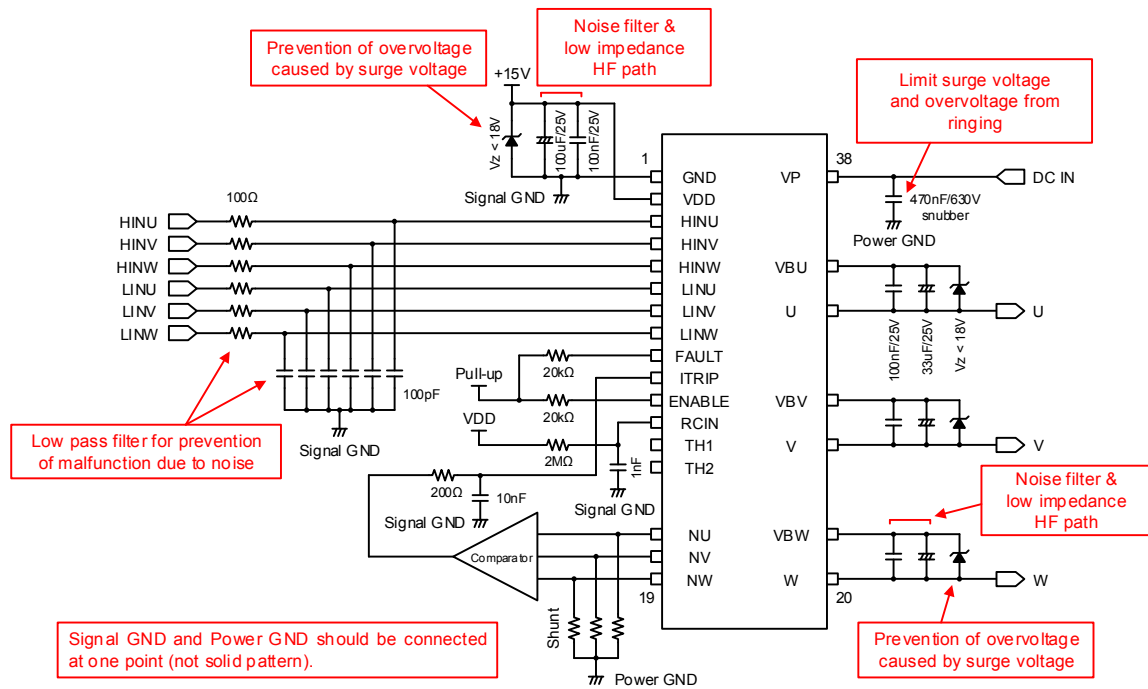 Prevention of overvoltage
caused by surge voltage
Noise filter &
low impedance
HF path
Limit surge voltage
and overvoltage from
ringing
+15V
Vz < 18V
100uF/25V
100nF/25V
Signal GND
1
38
GND
VDD
HINU
HINV
HINW
LINU
LINV
LINW
FAULT
ITRIP
ENABLE
RCIN
TH1
TH2
NU
NV
NW
19
VP
VBU
U
VBV
V
VBW
W
20
DC IN
470nF/630V
snubber
Power GND
100Ω
HINU
HINV
HINW
LINU
LINV
LINW
100pF
Signal GND
Low pass filter for prevention
of malfunction due to noise
Pull-up
20kΩ
20kΩ
VDD
2MΩ
1nF
Signal GND
200Ω
10nF
Signal GND
Comparator
Shunt
Power GND
100nF/25V
33uF/25V
Vz < 18V
U
V
W
Noise filter &
low impedance
HF path
Prevention of overvoltage
caused by surge voltage
Signal GND and Power GND should be connected
at one point (not solid pattern).